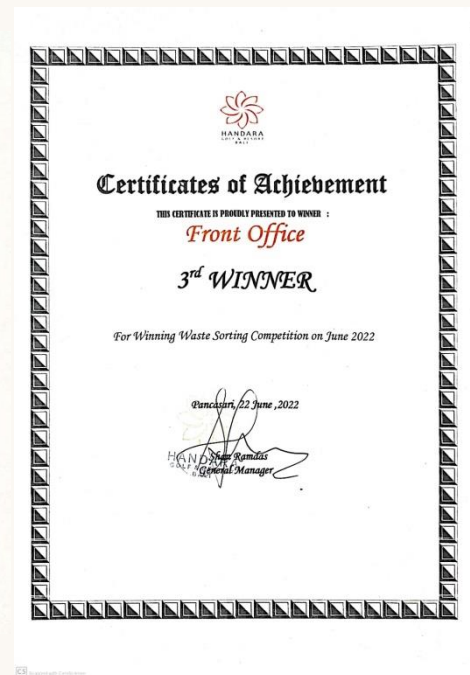 HANDARA
GOLF & RESORT
BALI
Certificates of Achievement
THIS CERTIFICATE IS PROUDLY PRESENTED TO WINNER :
Front Office
3rd WINNER
For Winning Waste Sorting Competition on June 2022
Pancasari, 22 June ,2022
HANDARA
Ramdas
General Manager